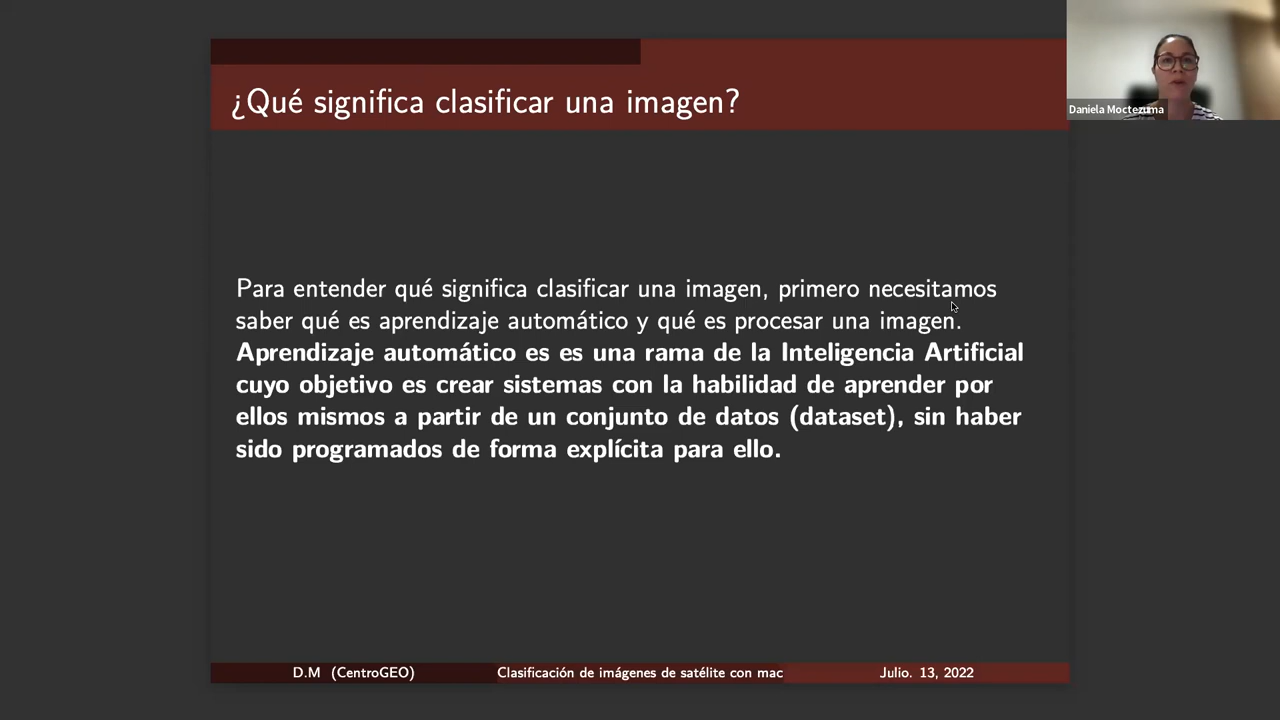 ¿Qué significa clasificar una imagen?
Daniela Moctezuma
Para entender qué significa clasificar una imagen, primero necesitamos
saber qué es aprendizaje automático y qué es procesar una imagen.
Aprendizaje automático es es una rama de la Inteligencia Artificial
cuyo objetivo es crear sistemas con la habilidad de aprender por
ellos mismos a partir de un conjunto de datos (dataset), sin haber
sido programados de forma explícita para ello.
D.M (CentroGEO) Clasificación de imágenes de satélite con mac Julio. 13, 2022